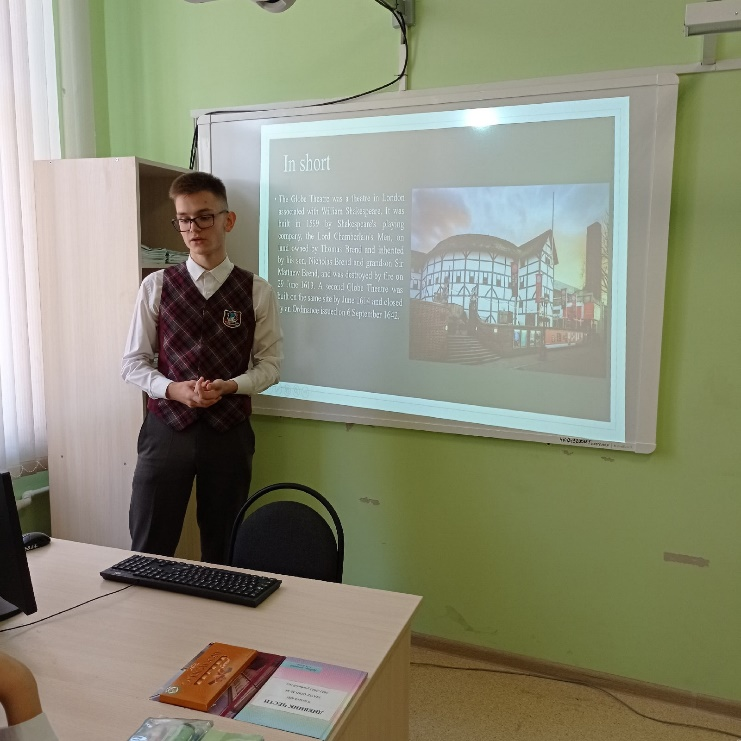 In short
• The Globe Theatre was a theatre in London
associated with William Shakespeare. It was
built in 1599 by Shakespeare's playing
company, the Lord Chamberlain's Men, on
land owned by Thomas Brend and inherited
by his son, Nicholas Brend and grandson Sir
Matthew Brend, and was destroyed by fire on
29 June 1613. A second Globe Theatre was
built on the same site by June 1614 and closed
by an Ordinance issued on 6 September 1642.
ДНЕВНИК ЧЕСТИ